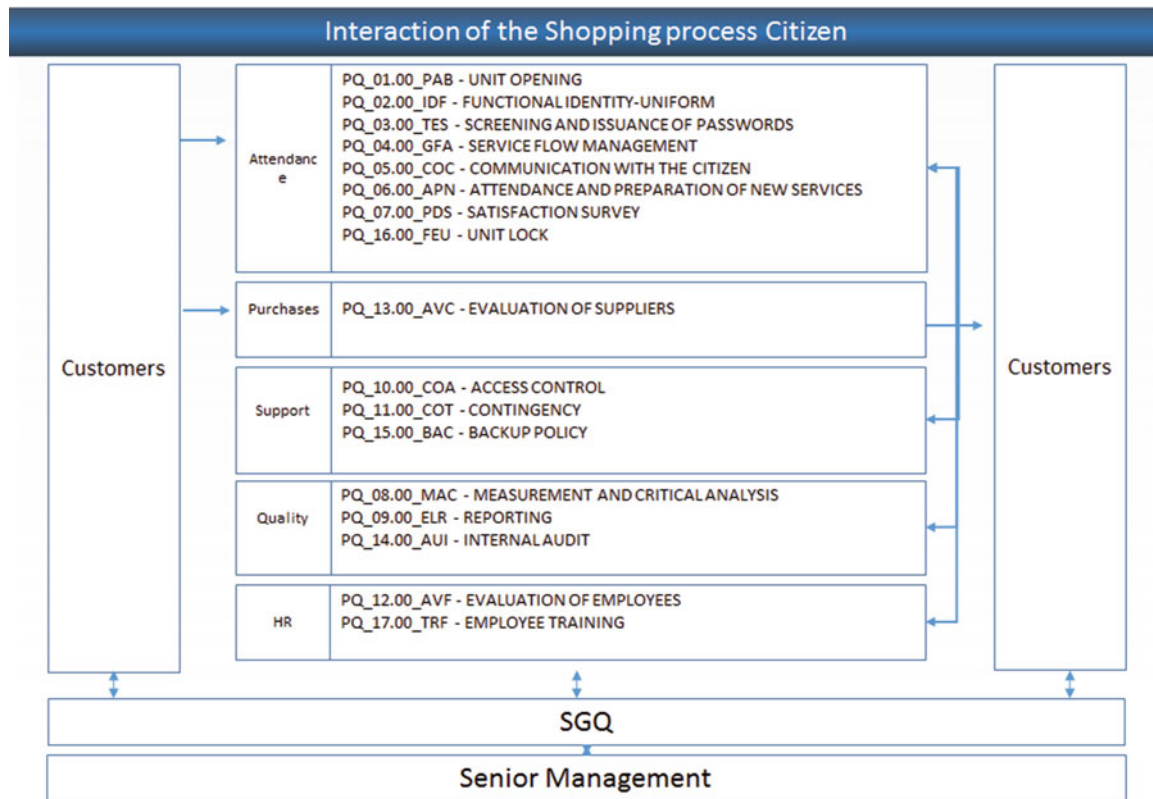 Interaction of the Shopping process Citizen
Customers
Attendanc
e
PQ_01.00_PAB - UNIT OPENING
PQ_02.00_IDF - FUNCTIONAL IDENTITY-UNIFORM
PQ_03.00_TES - SCREENING AND ISSUANCE OF PASSWORDS
PQ_04.00_GFA - SERVICE FLOW MANAGEMENT
PQ_05.00_COC - COMMUNICATION WITH THE CITIZEN
PQ_06.00_APN - ATTENDANCE AND PREPARATION OF NEW SERVICES
PQ_07.00_PDS - SATISFACTION SURVEY
PQ_16.00_FEU - UNIT LOCK
Purchases
PQ_13.00_AVC - EVALUATION OF SUPPLIERS
Support
PQ_10.00_COA - ACCESS CONTROL
PQ_11.00_COT - CONTINGENCY
PQ_15.00_BAC - BACKUP POLICY
Quality
PQ_08.00_MAC - MEASUREMENT AND CRITICAL ANALYSIS
PQ_09.00_ELR - REPORTING
PQ_14.00_AUI - INTERNAL AUDIT
HR
PQ_12.00_AVF - EVALUATION OF EMPLOYEES
PQ_17.00_TRF - EMPLOYEE TRAINING
Customers
SGQ
Senior Management